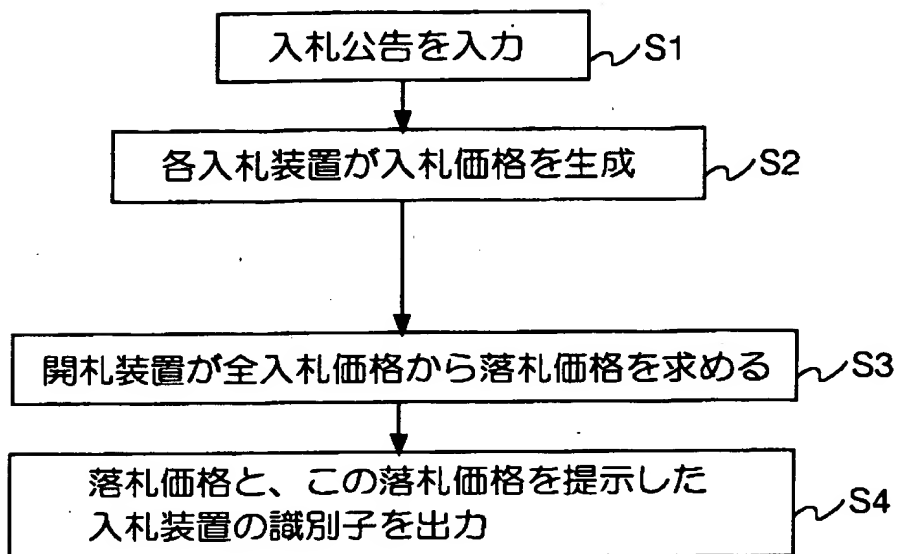 入札公告を入力
S1
各入札装置が入札価格を生成
S2
開札装置が全入札価格から落札価格を求める
S3
落札価格と、この落札価格を提示した
入札装置の識別子を出力
S4